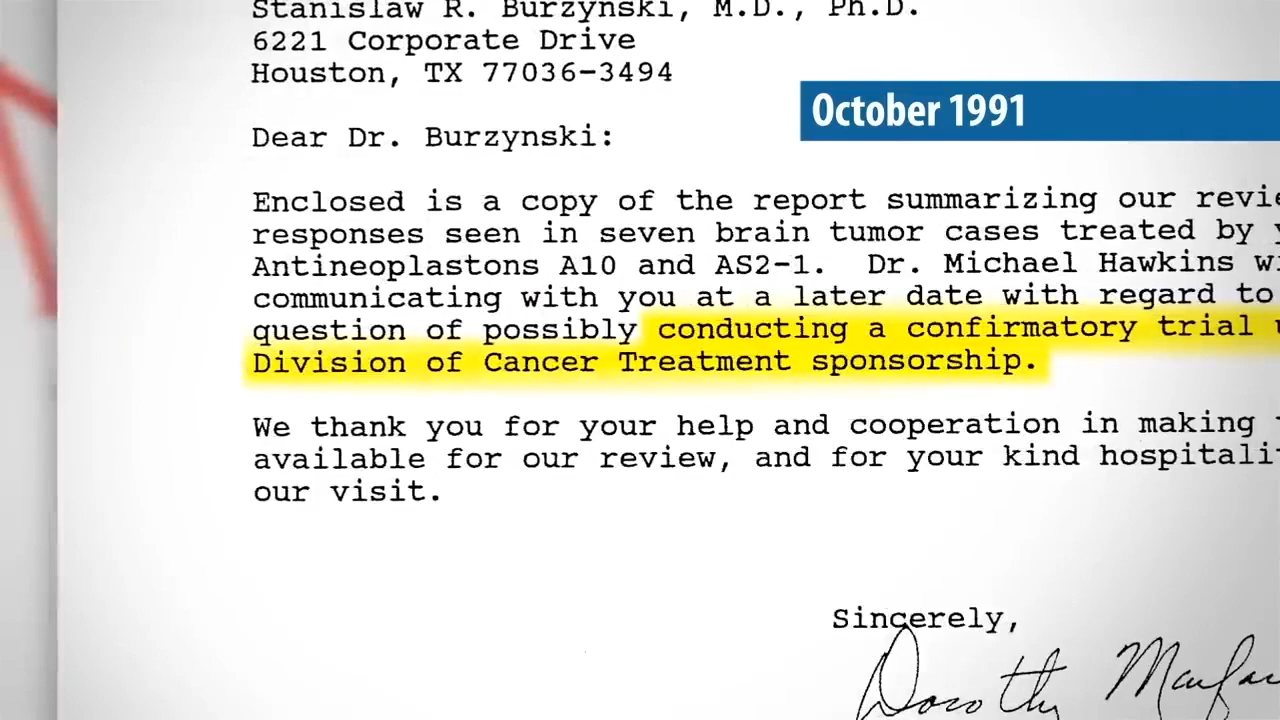 Stanislaw R. Burzynski, M.D., Ph.D.
6221 Corporate Drive
Houston, TX 77036-3494
October 1991
Dear Dr. Burzynski:
Enclosed is a copy of the report summarizing our
responses seen in seven brain tumor cases treated by
Antineoplastons A10 and AS2-1. Dr. Michael Hawkins
communicating with you at a later date with regard to
question of possibly conducting a confirmatory trial
Division of Cancer Treatment sponsorship.
We thank you for your help and cooperation in making
available for our review, and for your kind
our visit.
Sincerely,
Dorothy